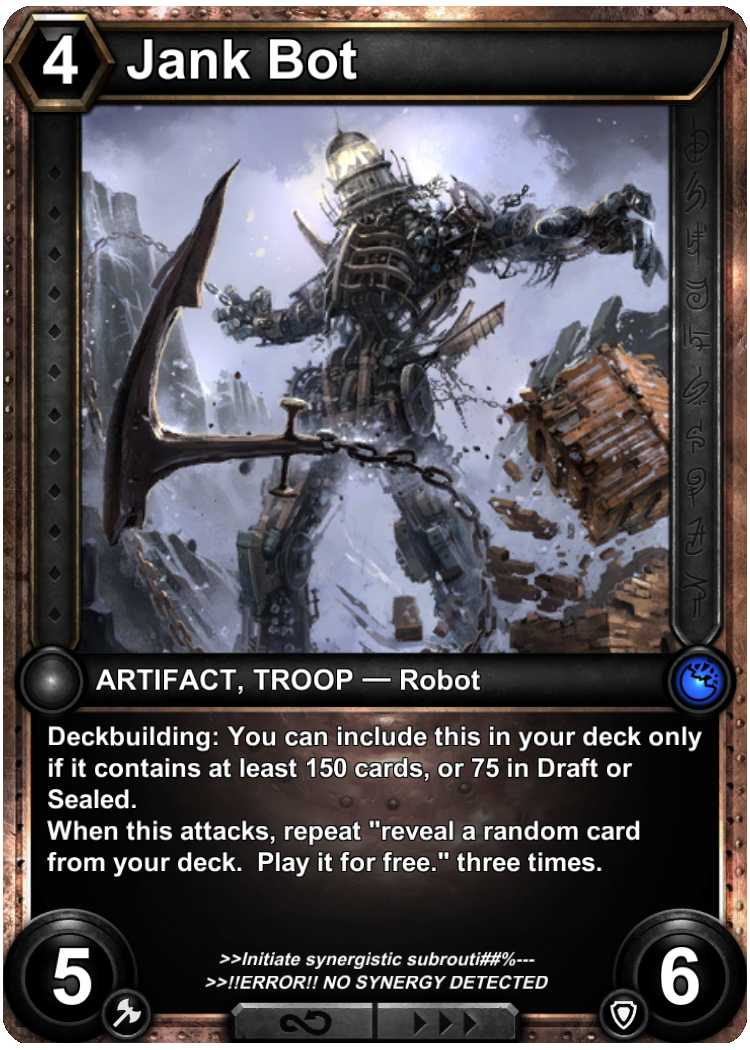 4 Jank Bot
ARTIFACT, TROOP — Robot
Deckbuilding: You can include this in your deck only
if it contains at least 150 cards, or 75 in Draft or
Sealed.
When this attacks, repeat "reveal a random card
from your deck.  Play it for free." three times.
>>Initiate synergistic subrouti##%---
>>!!ERROR!! NO SYNERGY DETECTED
5
6